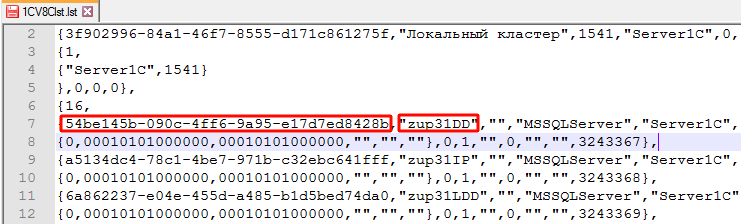 1CV8Clst.lst
2 {3f902996-84a1-46f7-8555-d171c861275f,"Локальный кластер",1541,"Server1C",0,
3 {1,
4 {"Server1C",1541}
5 },0,0,0},
6 {16,
7 {54be145b-090c-4ff6-9a95-e17d7ed8428b,"zup31DD","","MSSQLServer","Server1C",
8 {0,00010101000000,00010101000000,"","",""},0,1,"",0,"","",3243367},
9 {a5134dc4-78c1-4be7-971b-c32ebc641fff,"zup31IP","","MSSQLServer","Server1C",
10 {0,00010101000000,00010101000000,"","",""},0,1,"",0,"","",3243368},
11 {6a862237-e04e-455d-a485-b1d5bed74da0,"zup31LDD","","MSSQLServer","Server1C"
12 {0,00010101000000,00010101000000,"","",""},0,1,"",0,"","",3243369},